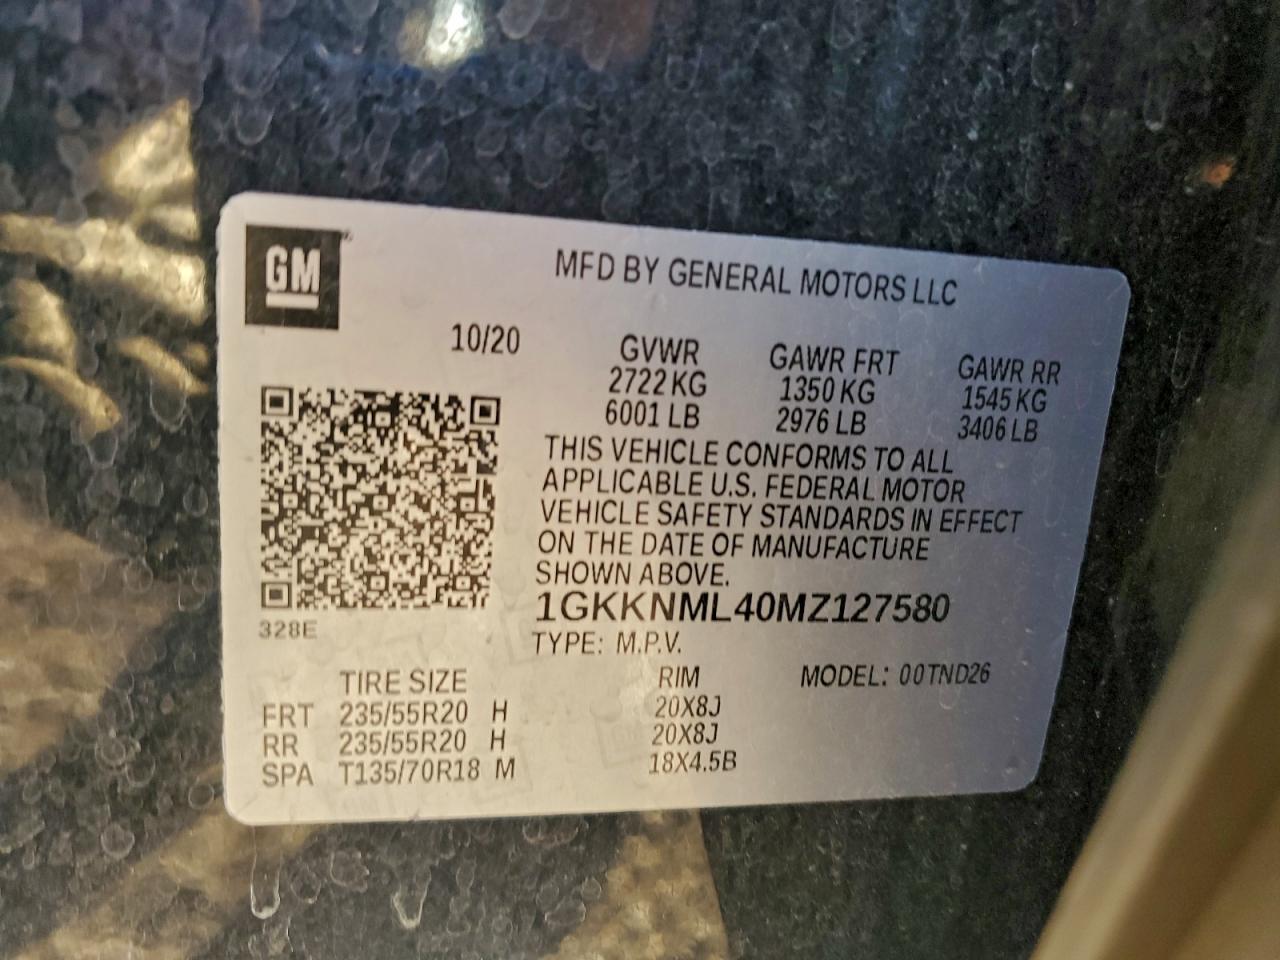 GM
MFD BY GENERAL MOTORS LLC
10/20
GVWR GAWR FRT GAWR RR
2722 KG 1350 KG 1545 KG
6001 LB 2976 LB 3406 LB
THIS VEHICLE CONFORMS TO ALL
APPLICABLE U.S. FEDERAL MOTOR
VEHICLE SAFETY STANDARDS IN EFFECT
ON THE DATE OF MANUFACTURE
SHOWN ABOVE.
1GKKNML40MZ127580
328E
TYPE: M.P.V.
TIRE SIZE RIM MODEL: 00TND26
FRT 235/55R20 H 20X8J
RR 235/55R20 H 20X8J
SPA T135/70R18 M 18X4.5B